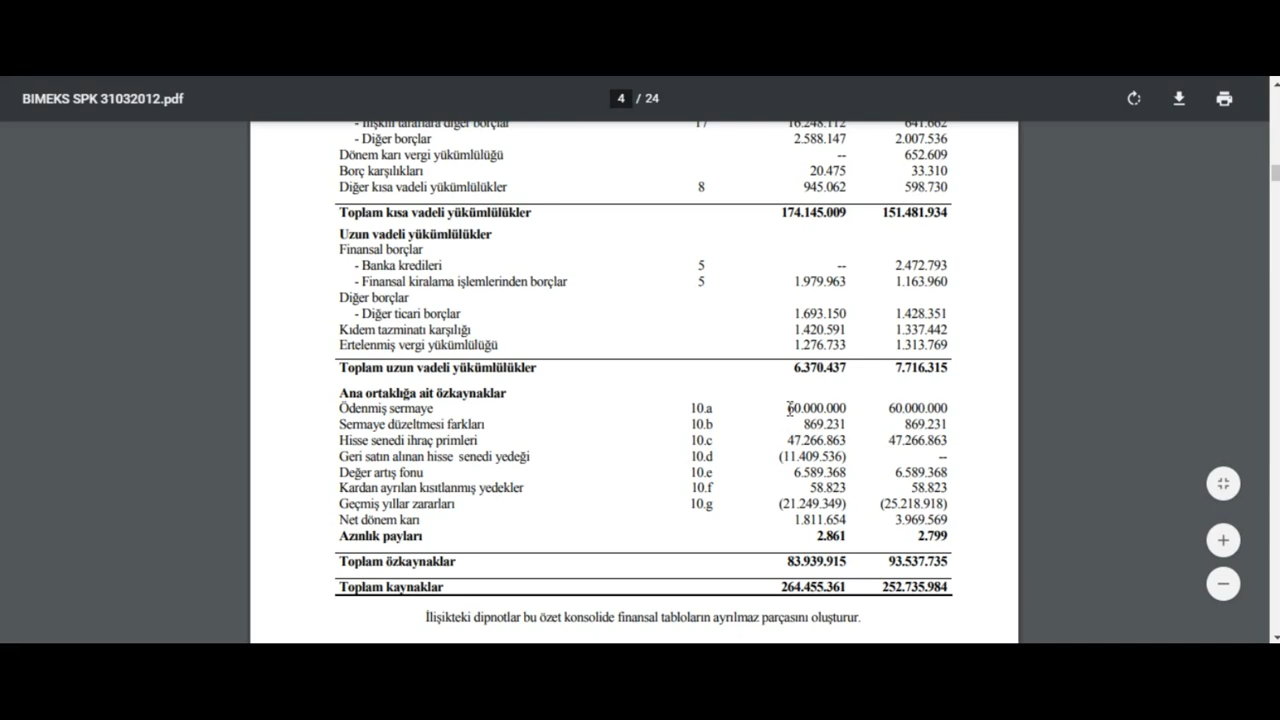 BIMEKS SPK 31032012.pdf 4 / 24
- İlişkin taraflara diğer borçlar 17 16.248.112 641.662
- Diğer borçlar 2.588.147 2.007.536
Dönem karı vergi yükümlülüğü -- 652.609
Borç karşılıkları 20.475 33.310
Diğer kısa vadeli yükümlülükler 8 945.062 598.730
Toplam kısa vadeli yükümlülükler 174.145.009 151.481.934
Uzun vadeli yükümlülükler
Finansal borçlar
- Banka kredileri 5 -- 2.472.793
- Finansal kiralama işlemlerinden borçlar 5 1.979.963 1.163.960
Diğer borçlar
- Diğer ticari borçlar 1.693.150 1.428.351
Kıdem tazminatı karşılığı 1.420.591 1.337.442
Ertelenmiş vergi yükümlülüğü 1.276.733 1.313.769
Toplam uzun vadeli yükümlülükler 6.370.437 7.716.315
Ana ortaklığa ait özkaynaklar
Ödenmiş sermaye 10.a 60.000.000 60.000.000
Sermaye düzeltmesi farkları 10.b 869.231 869.231
Hisse senedi ihraç primleri 10.c 47.266.863 47.266.863
Geri satın alınan hisse senedi yedeği 10.d (11.409.536) --
Değer artış fonu 10.e 6.589.368 6.589.368
Kardan ayrılan kısıtlanmış yedekler 10.f 58.823 58.823
Geçmiş yıllar zararları 10.g (21.249.349) (25.218.918)
Net dönem karı 1.811.654 3.969.569
Azınlık payları 2.861 2.799
Toplam özkaynaklar 83.939.915 93.537.735
Toplam kaynaklar 264.455.361 252.735.984
İlişikteki dipnotlar bu özet konsolide finansal tabloların ayrılmaz parçasını oluşturur.